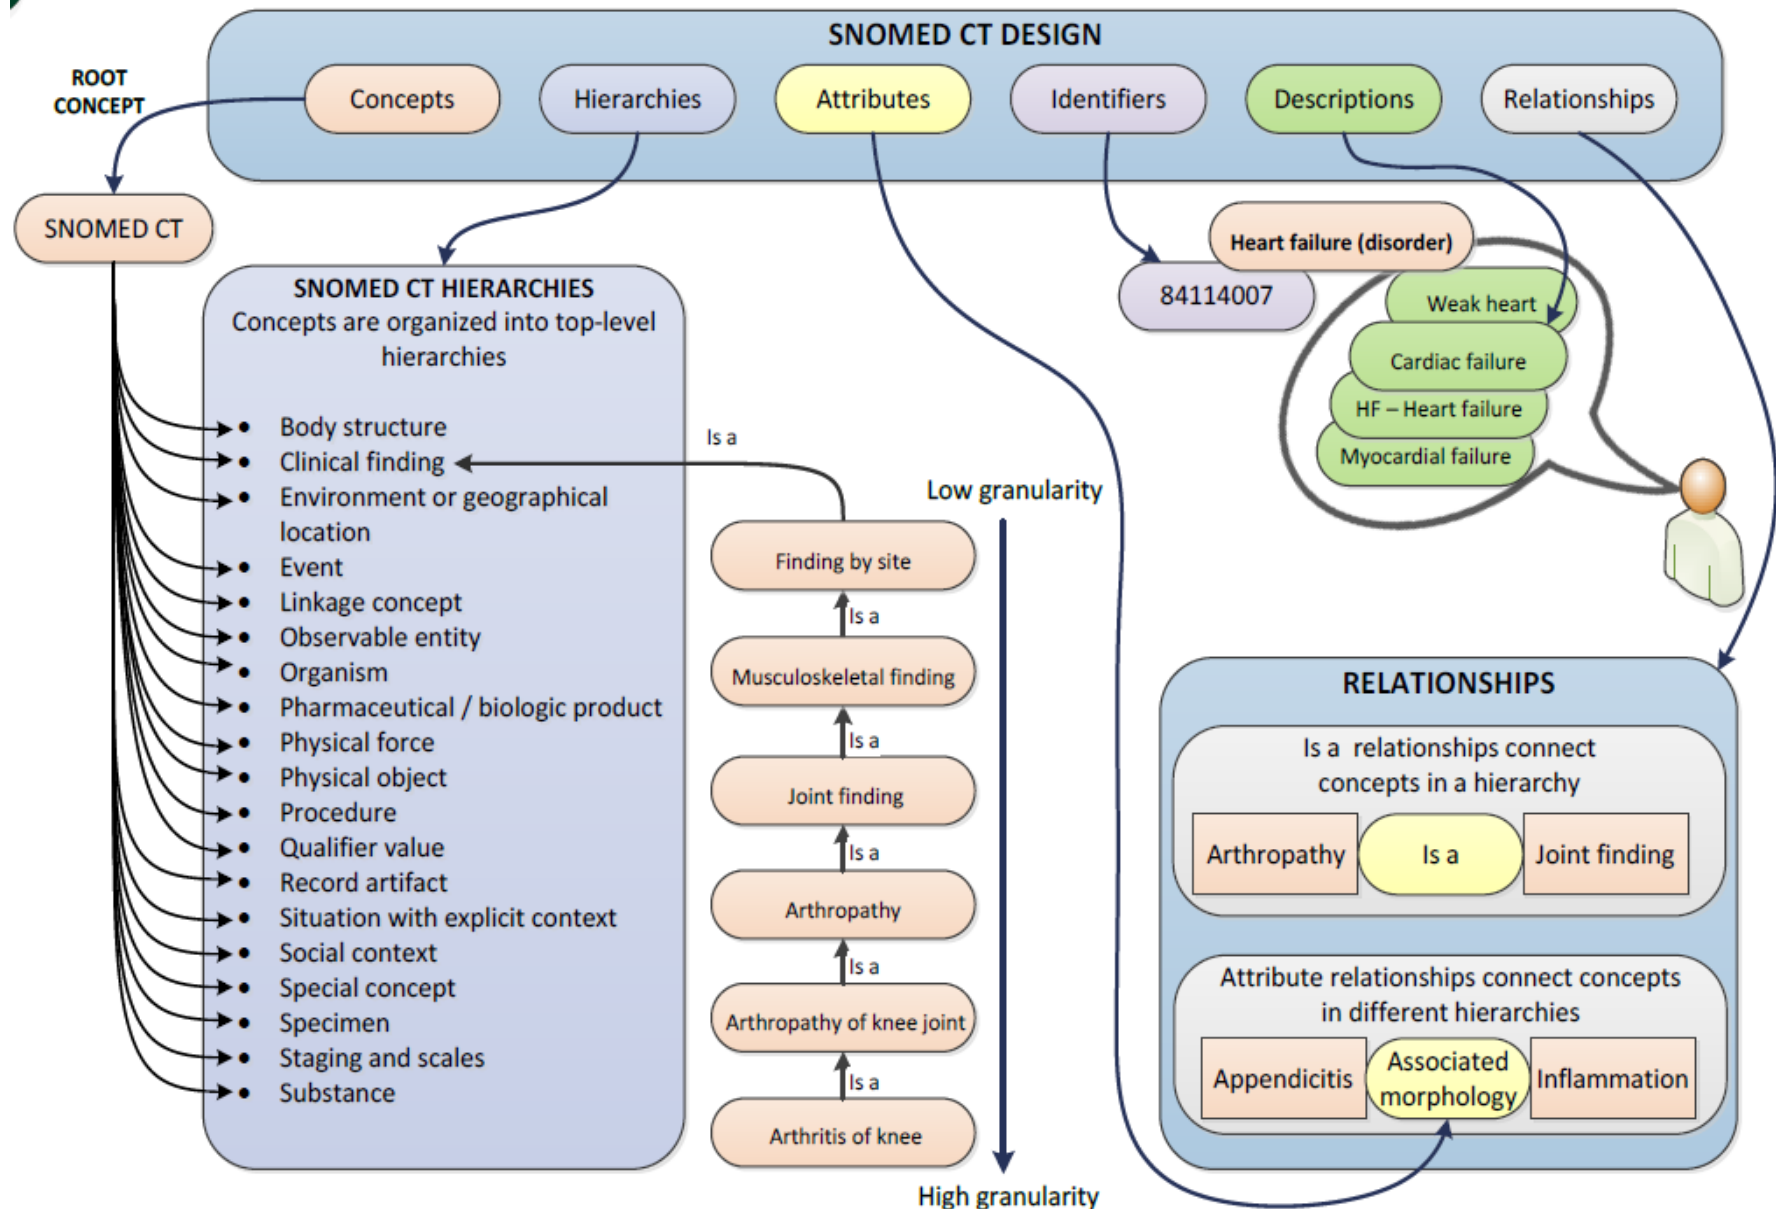 SNOMED CT DESIGN
ROOT
CONCEPT
Concepts
Hierarchies
Attributes
Identifiers
Descriptions
Relationships
SNOMED CT
SNOMED CT HIERARCHIES
Concepts are organized into top-level
hierarchies
• Body structure
• Clinical finding
• Environment or geographical
location
• Event
• Linkage concept
• Observable entity
• Organism
• Pharmaceutical / biologic product
• Physical force
• Physical object
• Procedure
• Qualifier value
• Record artifact
• Situation with explicit context
• Social context
• Special concept
• Specimen
• Staging and scales
• Substance
Is a
Finding by site
Is a
Musculoskeletal finding
Is a
Joint finding
Is a
Arthropathy
Is a
Arthropathy of knee joint
Is a
Arthritis of knee
Low granularity
High granularity
Heart failure (disorder)
84114007
Weak heart
Cardiac failure
HF – Heart failure
Myocardial failure
RELATIONSHIPS
Is a relationships connect
concepts in a hierarchy
Arthropathy
Is a
Joint finding
Attribute relationships connect concepts
in different hierarchies
Appendicitis
Associated
morphology
Inflammation